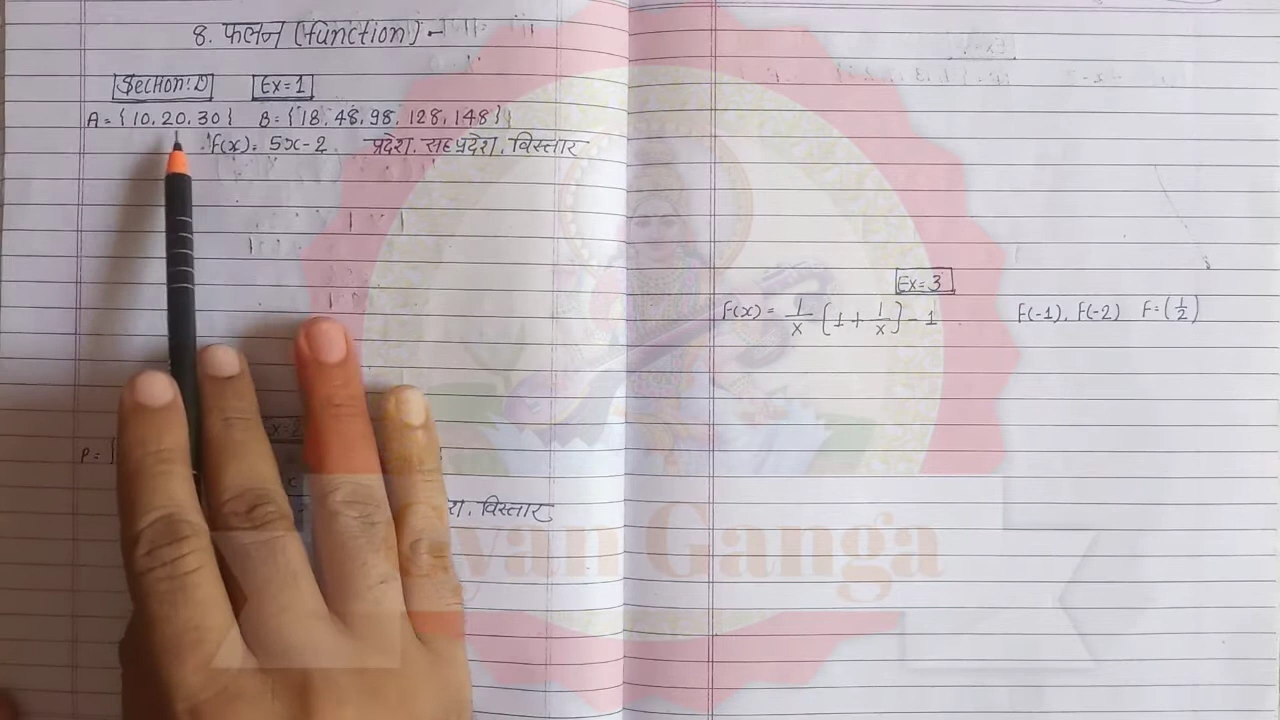 8. फलन (function) -
Section: D Ex=1
A = {10, 20, 30} B = {18, 48, 98, 128, 148}
f(x) = 5x-2 प्रदेश, सहप्रदेश, विस्तार
P = {
विस्तार
Ex=3
f(x) = 1/x [1 + 1/x] - 1 f(-1), f(-2) F=(1/2)
Gyan Ganga